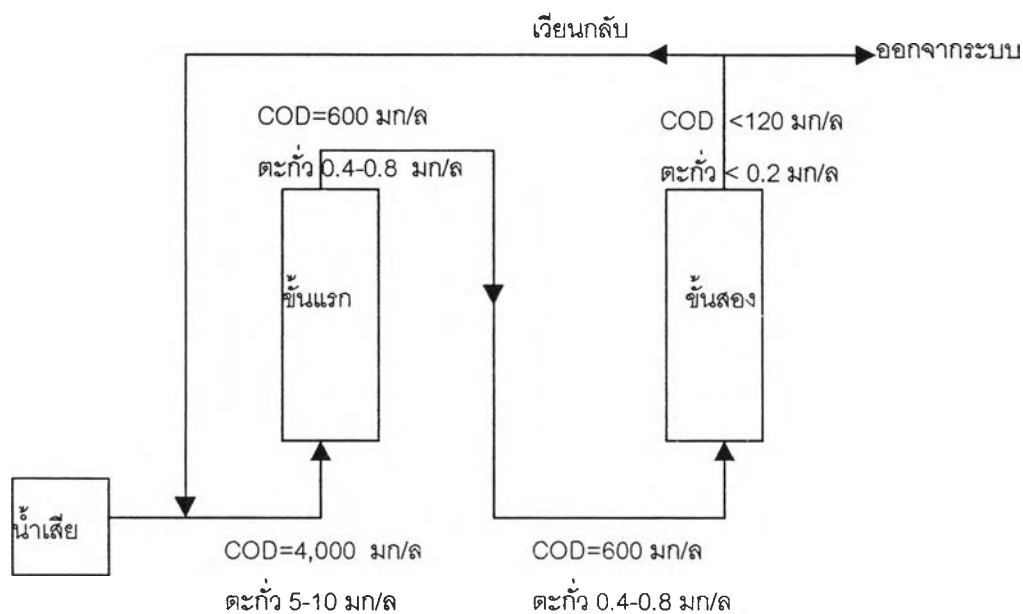 เวียนกลับ
ออกจากระบบ
COD=600 มก/ล
ตะกั่ว 0.4-0.8 มก/ล
COD <120 มก/ล
ตะกั่ว < 0.2 มก/ล
ขั้นแรก
ขั้นสอง
น้ำเสีย
COD=4,000 มก/ล
ตะกั่ว 5-10 มก/ล
COD=600 มก/ล
ตะกั่ว 0.4-0.8 มก/ล